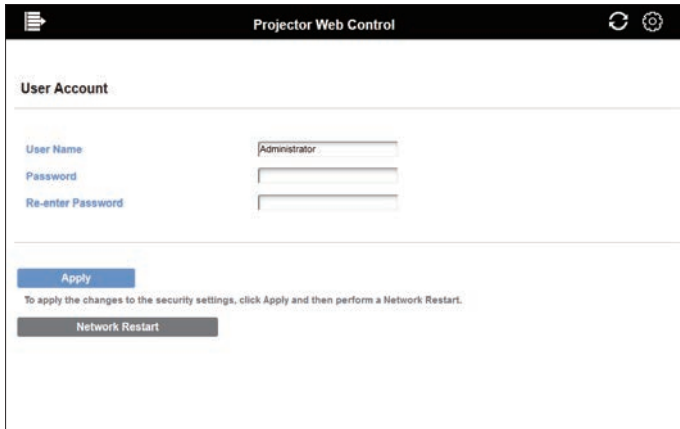 Projector Web Control
User Account
User Name
Administrator
Password
Re-enter Password
Apply
To apply the changes to the security settings, click Apply and then perform a Network Restart.
Network Restart